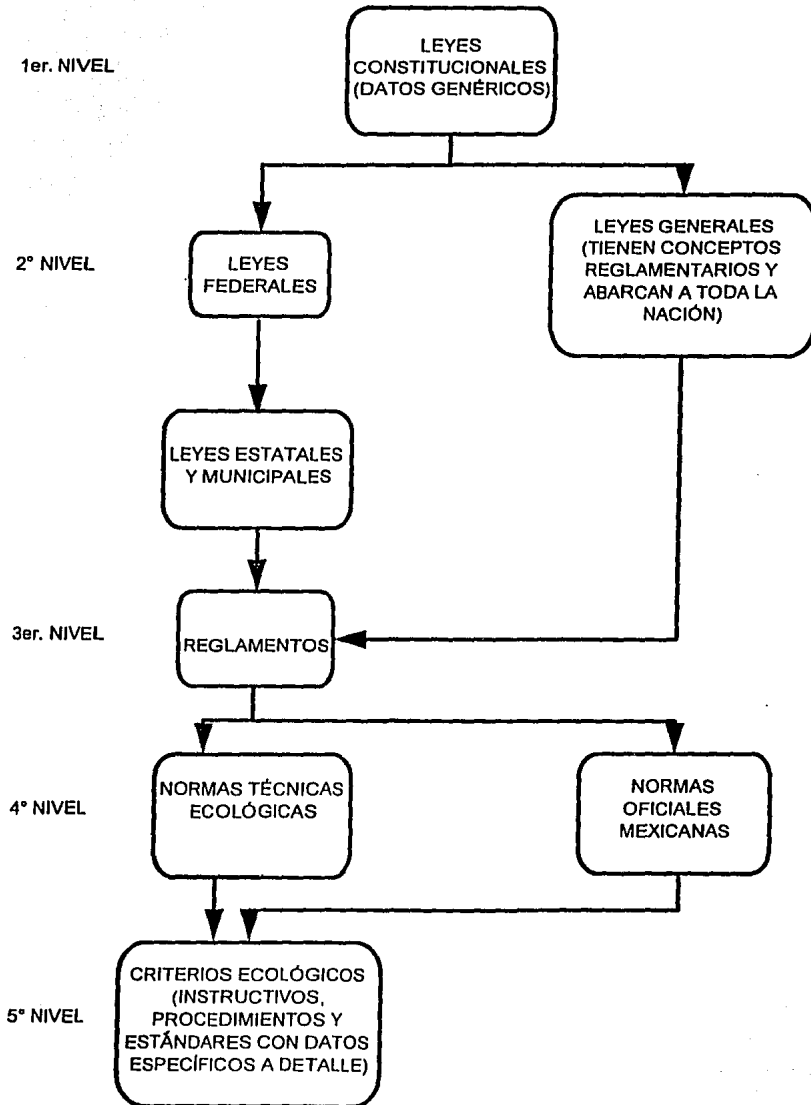 1er. NIVEL
LEYES
CONSTITUCIONALES
(DATOS GENÉRICOS)
2° NIVEL
LEYES
FEDERALES
LEYES GENERALES
(TIENEN CONCEPTOS
REGLAMENTARIOS Y
ABARCAN A TODA LA
NACIÓN)
LEYES ESTATALES
Y MUNICIPALES
3er. NIVEL
REGLAMENTOS
4° NIVEL
NORMAS TÉCNICAS
ECOLÓGICAS
NORMAS
OFICIALES
MEXICANAS
5° NIVEL
CRITERIOS ECOLÓGICOS
(INSTRUCTIVOS,
PROCEDIMIENTOS Y
ESTÁNDARES CON DATOS
ESPECÍFICOS A DETALLE)